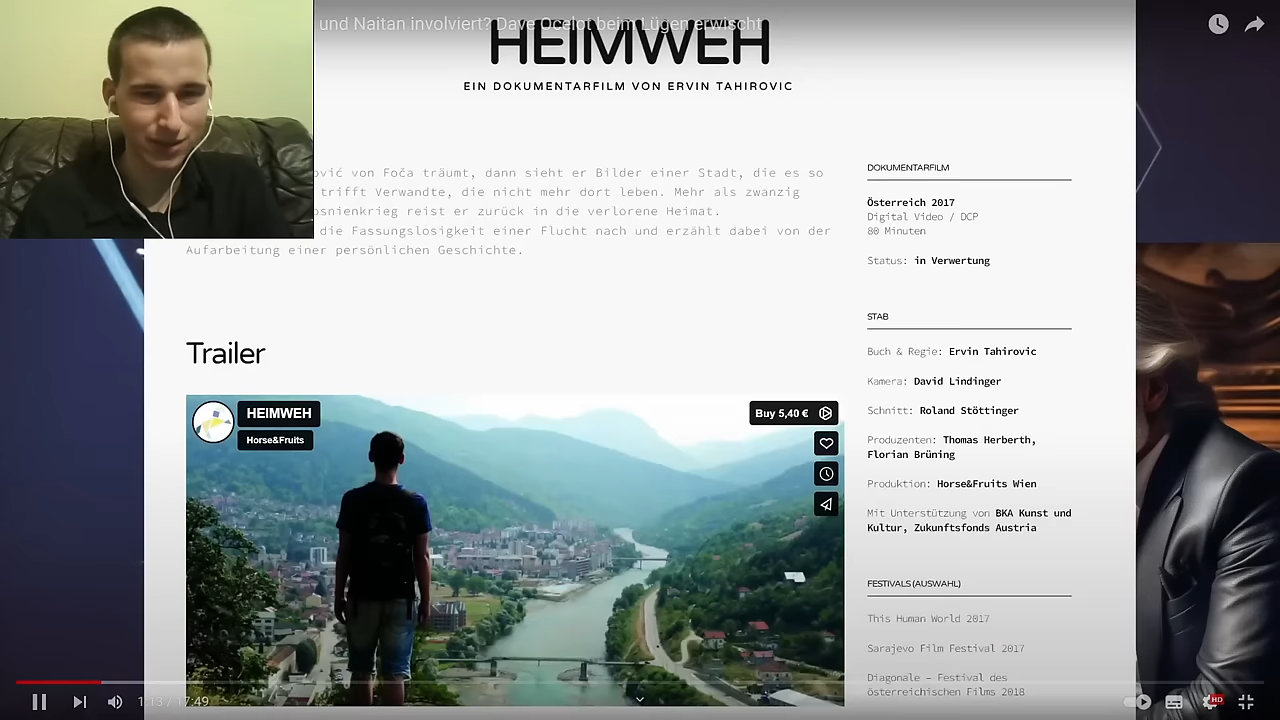 und Naitan involviert? Dave Ocelot beim Lügen erwischt
HEIMWEH
EIN DOKUMENTARFILM VON ERVIN TAHIROVIC
ović von Foča träumt, dann sieht er Bilder einer Stadt, die es so
trifft Verwandte, die nicht mehr dort leben. Mehr als zwanzig
osnienkrieg reist er zurück in die verlorene Heimat.
die Fassungslosigkeit einer Flucht nach und erzählt dabei von der
Aufarbeitung einer persönlichen Geschichte.
Trailer
HEIMWEH
Horse&Fruits
Buy 5,40 €
DOKUMENTARFILM
Österreich 2017
Digital Video / DCP
80 Minuten
Status: in Verwertung
STAB
Buch & Regie: Ervin Tahirovic
Kamera: David Lindinger
Schnitt: Roland Stöttinger
Produzenten: Thomas Herberth,
Florian Brüning
Produktion: Horse&Fruits Wien
Mit Unterstützung von BKA Kunst und
Kultur, Zukunftsfonds Austria
FESTIVALS (AUSWAHL)
This Human World 2017
Sarajevo Film Festival 2017
Diagonale – Festival des
österreichischen Films 2018
1:13 / 17:49
HD